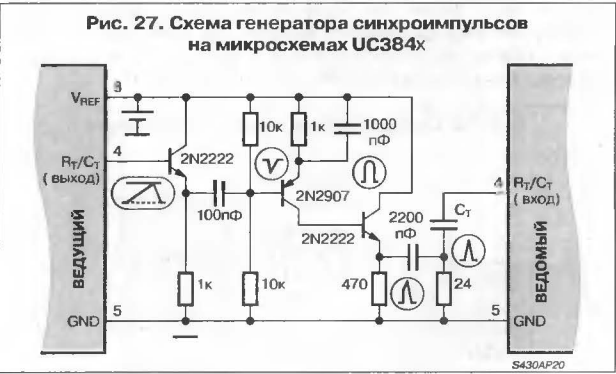 Рис. 27. Схема генератора синхроимпульсов
на микросхемах UC384x
ВЕДУЩИЙ
VREF
8
RT/CT
( выход)
4
GND
5
2N2222
100пФ
1к
10к
10к
1к
1000
пФ
2N2907
2N2222
2200
пФ
470
CT
24
4
RT/CT
( вход)
5
GND
ВЕДОМЫЙ
S430AP20